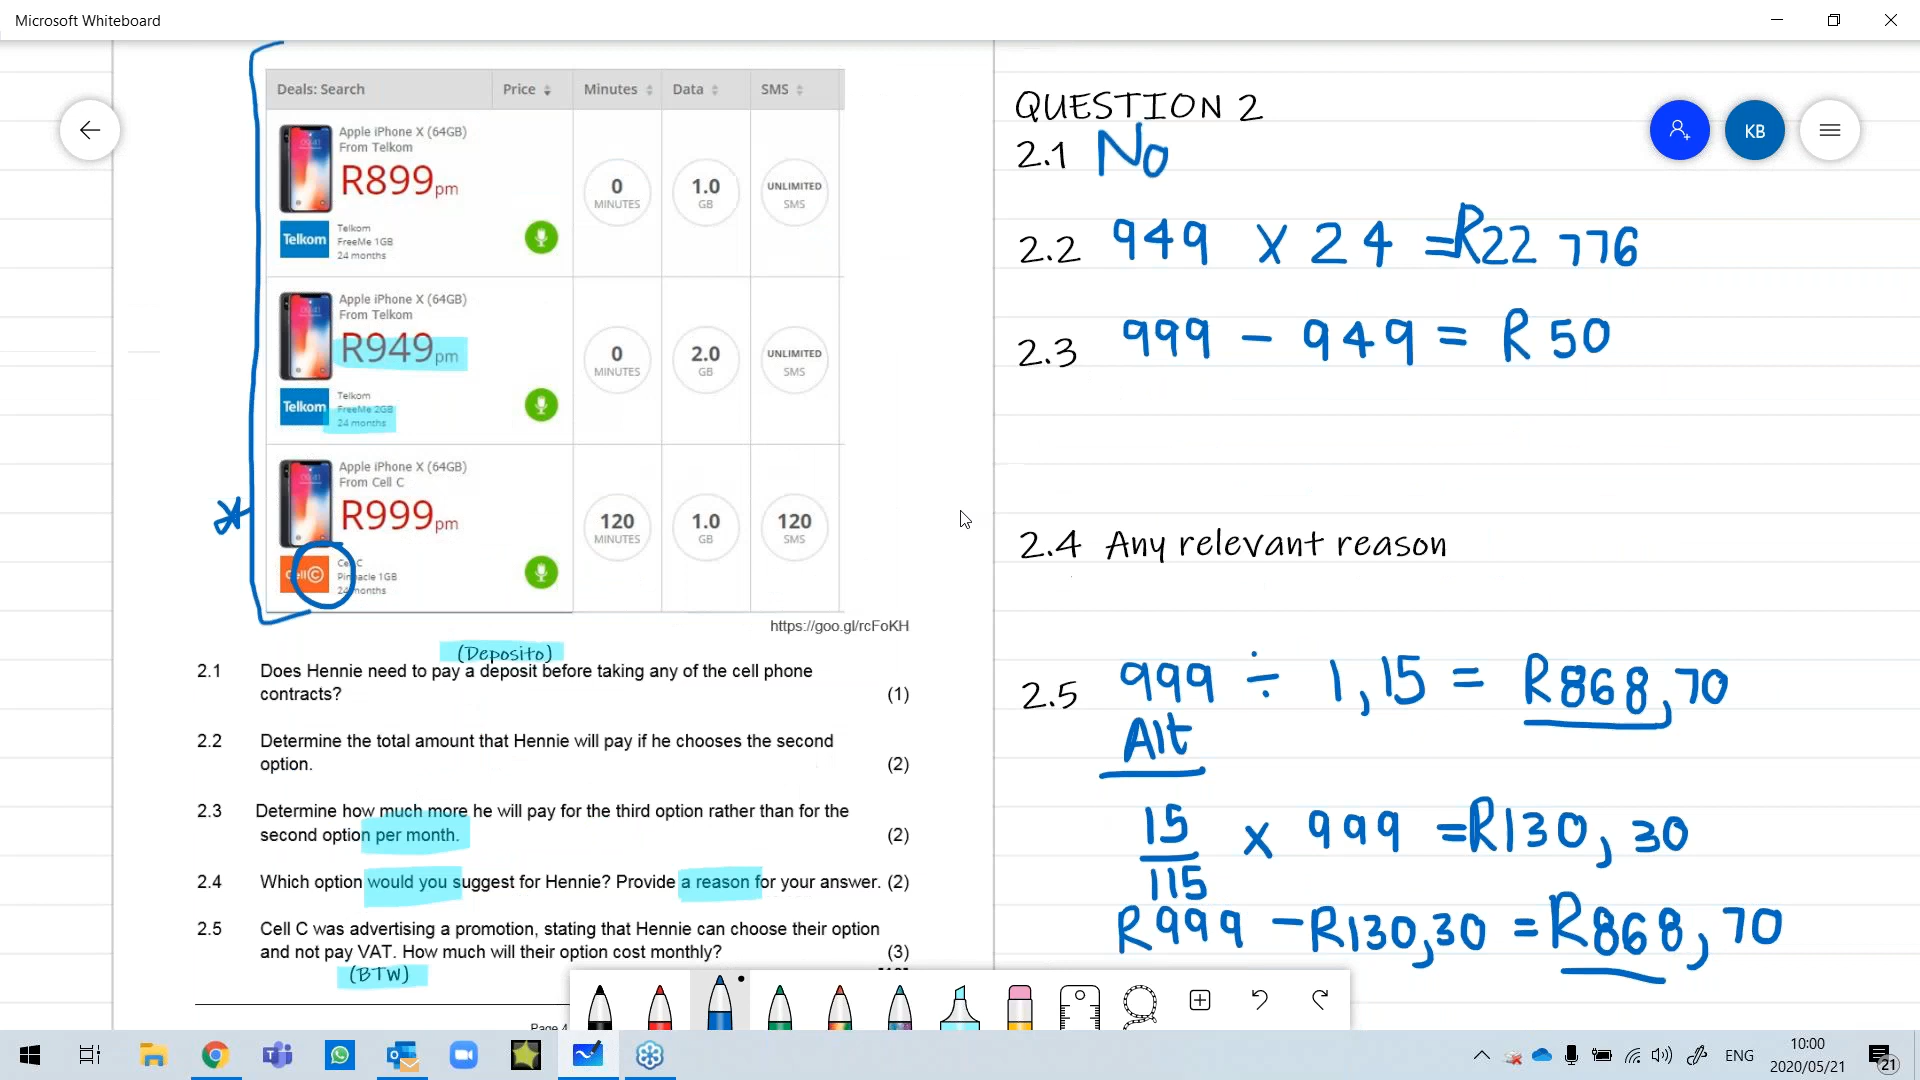 Microsoft Whiteboard
Deals: Search Price Minutes Data SMS
Apple iPhone X (64GB)
From Telkom
R899pm
0 MINUTES
1.0 GB
UNLIMITED SMS
Telkom
Telkom
FreeMe 1GB
24 months
Apple iPhone X (64GB)
From Telkom
R949pm
0 MINUTES
2.0 GB
UNLIMITED SMS
Telkom
Telkom
FreeMe 2GB
24 months
Apple iPhone X (64GB)
From Cell C
R999pm
120 MINUTES
1.0 GB
120 SMS
Cell C
Cell C
Pinnacle 1GB
24 months
https://goo.gl/rcFoKH
(Deposito)
2.1 Does Hennie need to pay a deposit before taking any of the cell phone
contracts? (1)
2.2 Determine the total amount that Hennie will pay if he chooses the second
option. (2)
2.3 Determine how much more he will pay for the third option rather than for the
second option per month. (2)
2.4 Which option would you suggest for Hennie? Provide a reason for your answer. (2)
2.5 Cell C was advertising a promotion, stating that Hennie can choose their option
and not pay VAT. How much will their option cost monthly? (3)
(BTW)
Page 4
QUESTION 2
2.1 No
2.2 949 x 24 =R22 776
2.3 999 - 949 = R 50
2.4 Any relevant reason
2.5 999 ÷ 1,15 = R868,70
Alt
15/115 x 999 =R130,30
R999 -R130,30 =R868,70
KB
ENG
10:00
2020/05/21
21